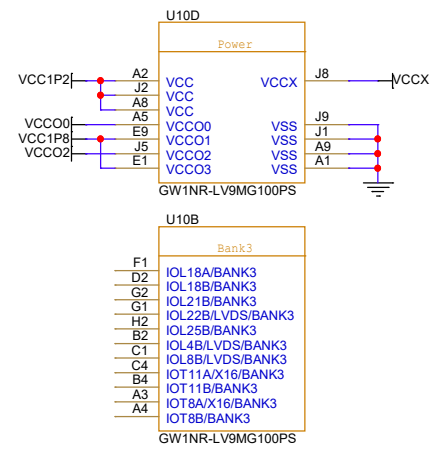 U10D
Power
VCC1P2 A2 VCC VCCX J8 VCCX
J2 VCC
A8 VCC
VCCO0 A5 VCCO0 VSS J9
VCC1P8 E9 VCCO1 VSS J1
VCCO2 J5 VCCO2 VSS A9
E1 VCCO3 VSS A1
GW1NR-LV9MG100PS
U10B
Bank3
F1 IOL18A/BANK3
D2 IOL18B/BANK3
G2 IOL21B/BANK3
G1 IOL22B/LVDS/BANK3
H2 IOL25B/BANK3
B2 IOL4B/LVDS/BANK3
C1 IOL8B/LVDS/BANK3
C4 IOT11A/X16/BANK3
B4 IOT11B/BANK3
A3 IOT8A/X16/BANK3
A4 IOT8B/BANK3
GW1NR-LV9MG100PS